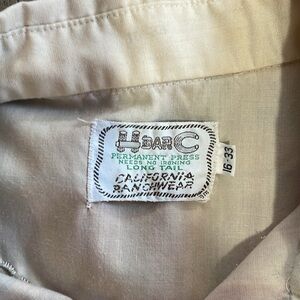 H BAR C
PERMANENT PRESS
NEEDS NO IRONING
LONG TAIL
CALIFORNIA
RANCHWEAR
16-33